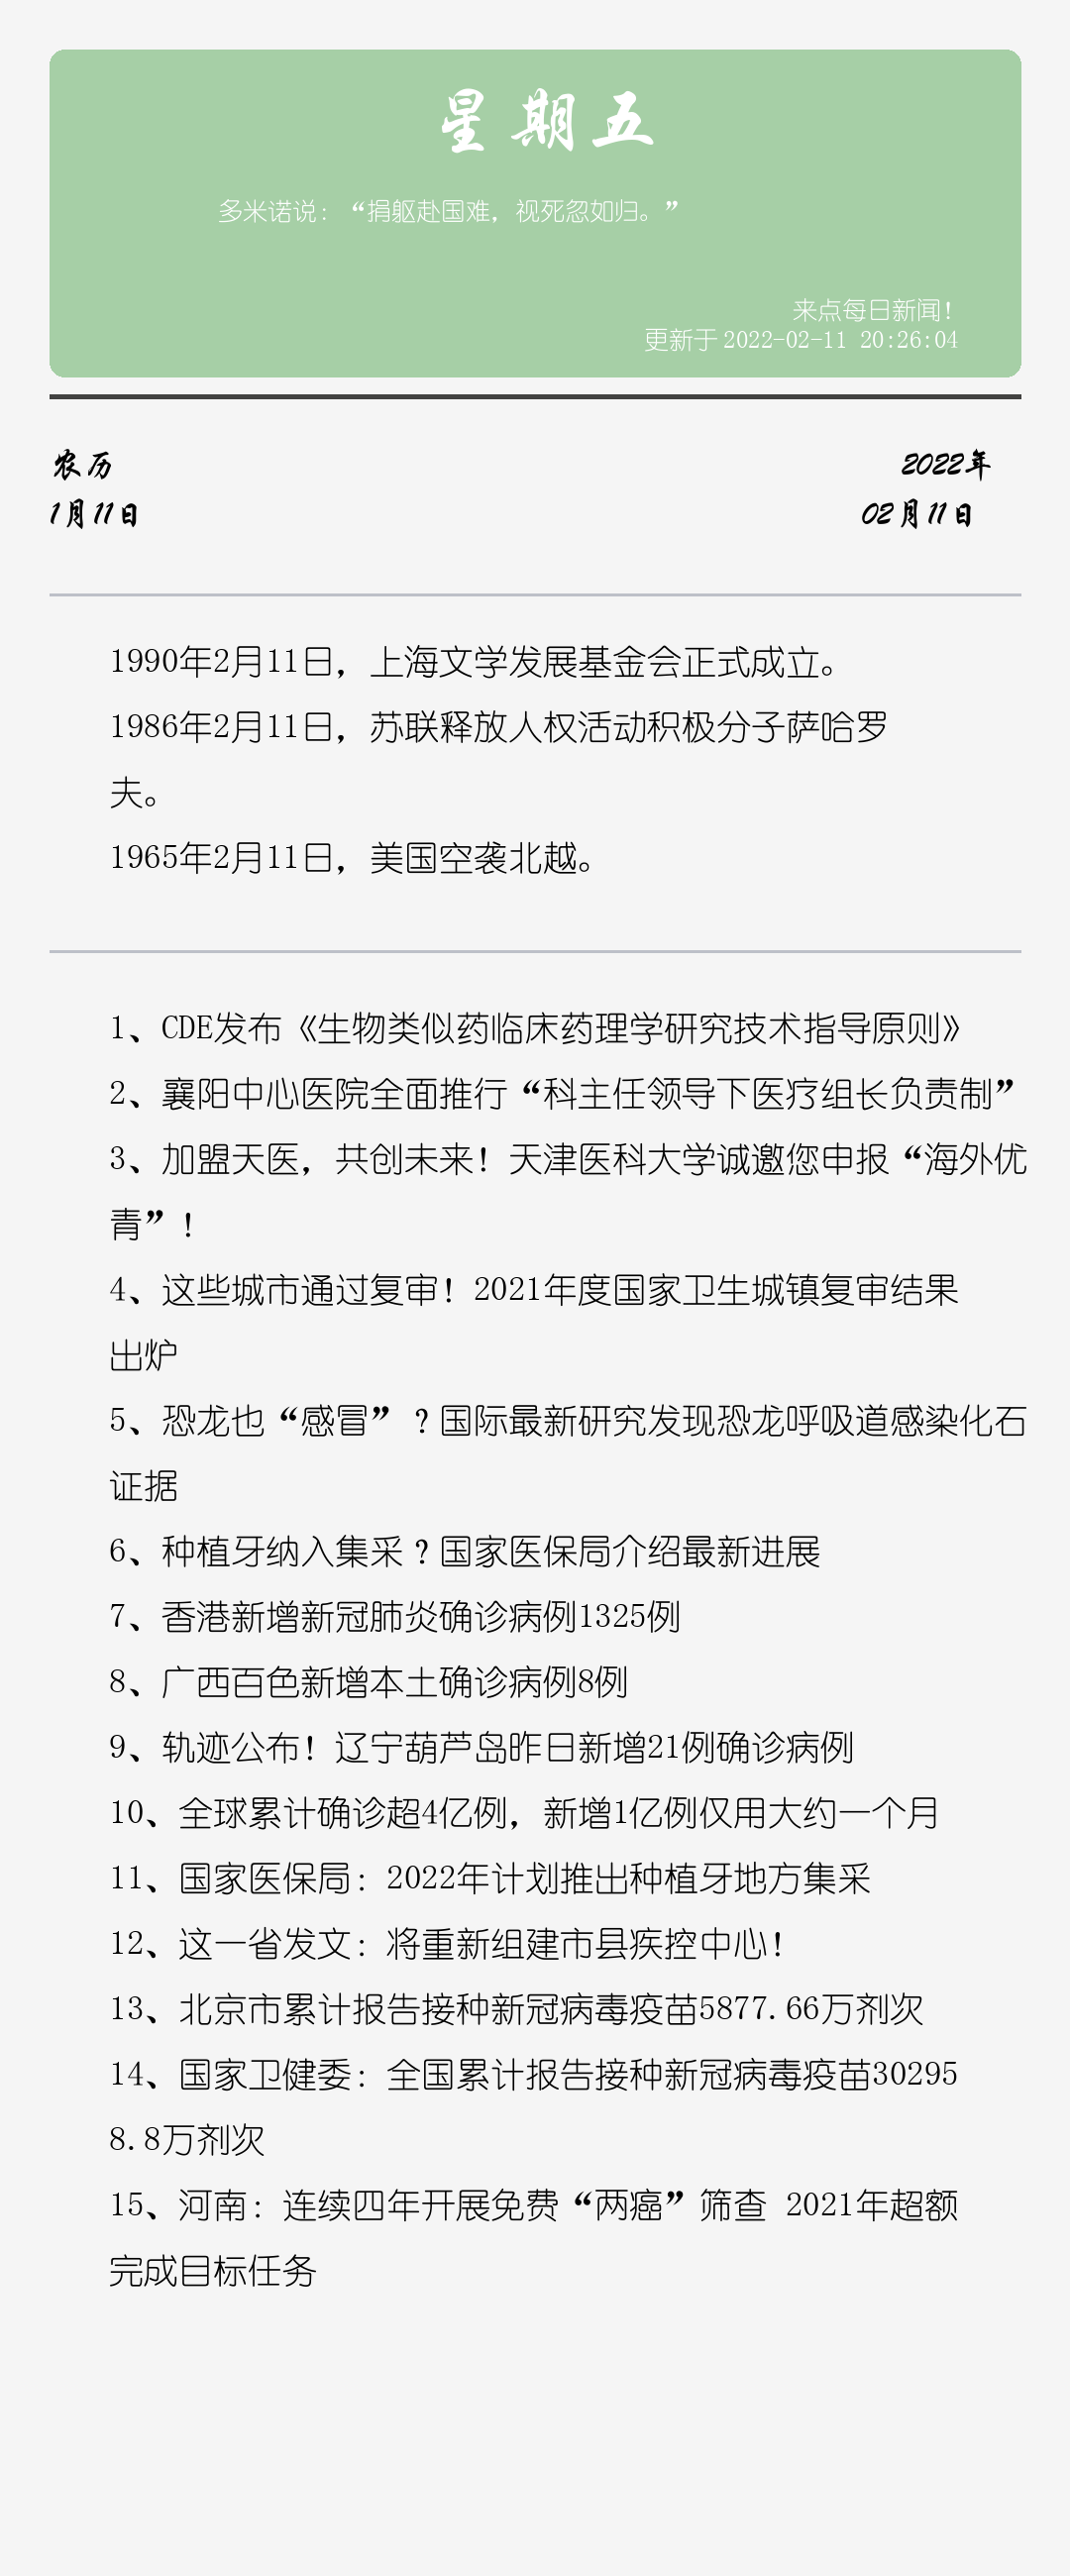 星期五
多米诺说：“捐躯赴国难，视死忽如归。”
来点每日新闻！
更新于2022-02-11 20:26:04
农历
2022年
1月11日
02月11日
1990年2月11日，上海文学发展基金会正式成立。
1986年2月11日，苏联释放人权活动积极分子萨哈罗
夫。
1965年2月11日，美国空袭北越。
1、CDE发布《生物类似药临床药理学研究技术指导原则》
2、襄阳中心医院全面推行“科主任领导下医疗组长负责制”
3、加盟天医，共创未来！天津医科大学诚邀您申报“海外优
青”！
4、这些城市通过复审！2021年度国家卫生城镇复审结果
出炉
5、恐龙也“感冒”？国际最新研究发现恐龙呼吸道感染化石
证据
6、种植牙纳入集采？国家医保局介绍最新进展
7、香港新增新冠肺炎确诊病例1325例
8、广西百色新增本土确诊病例8例
9、轨迹公布！辽宁葫芦岛昨日新增21例确诊病例
10、全球累计确诊超4亿例，新增1亿例仅用大约一个月
11、国家医保局：2022年计划推出种植牙地方集采
12、这一省发文：将重新组建市县疾控中心！
13、北京市累计报告接种新冠病毒疫苗5877.66万剂次
14、国家卫健委：全国累计报告接种新冠病毒疫苗30295
8.8万剂次
15、河南：连续四年开展免费“两癌”筛查 2021年超额
完成目标任务